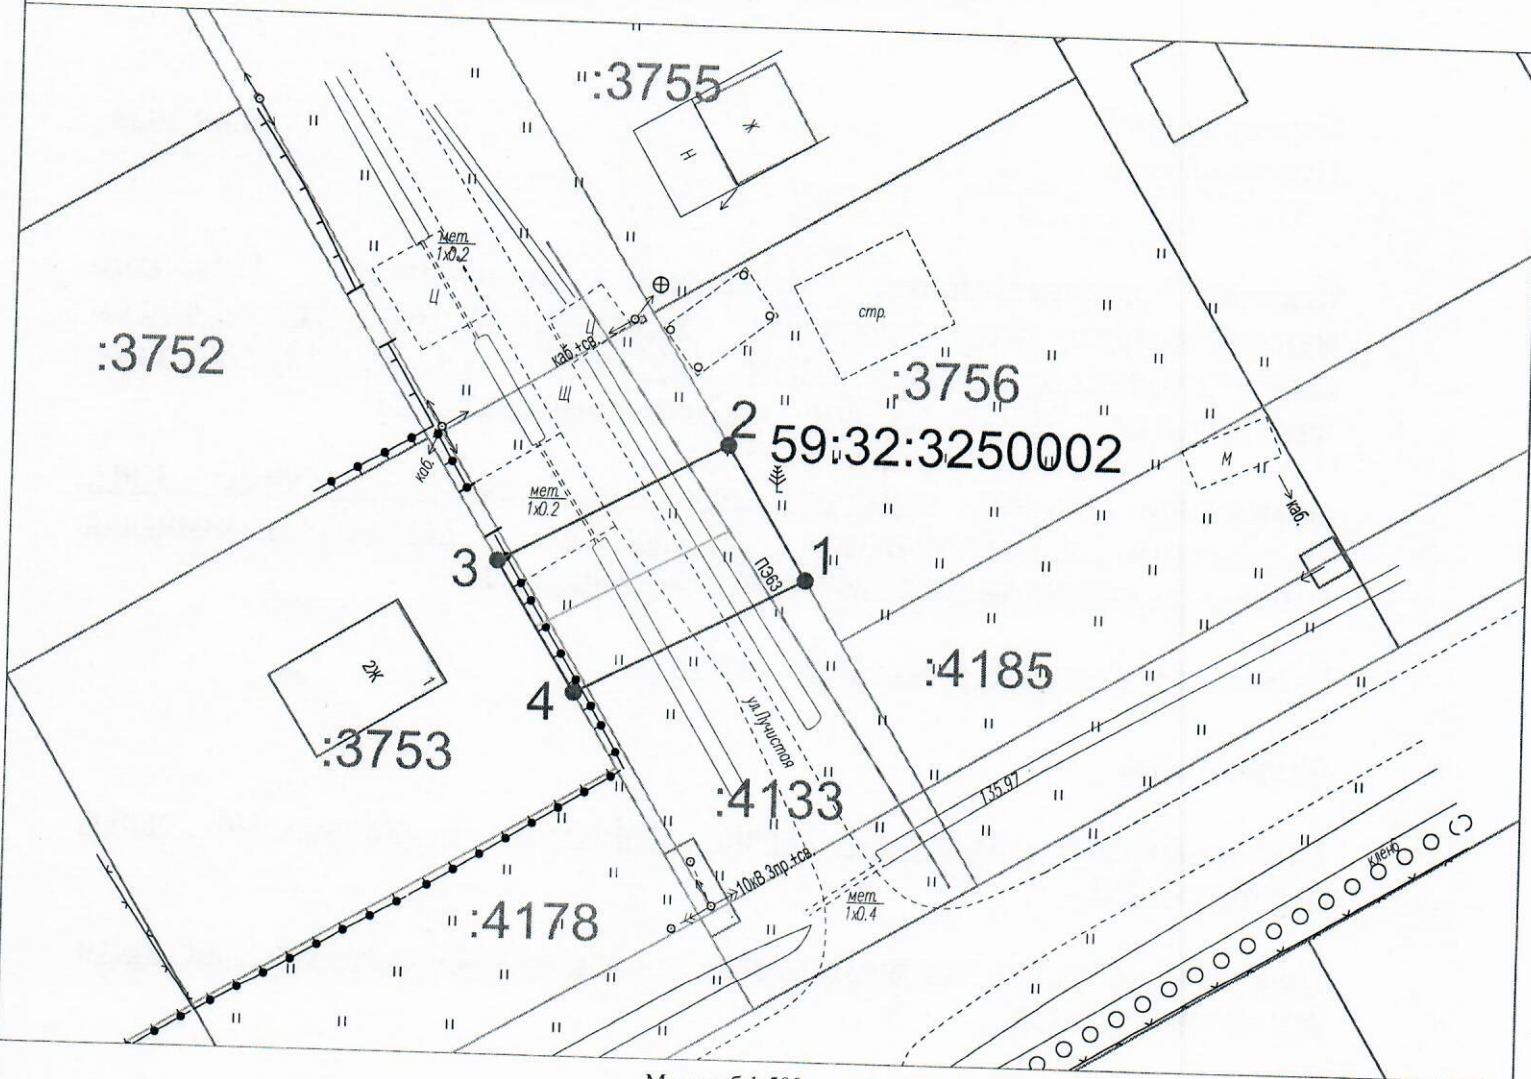 :3755
Н
Ж
мет.
1х0.2
Ц
Ц
каб.+св.
стр.
:3752
Щ
:3756
2
59:32:3250002
М
каб.
каб.
мет.
1х0.2
3
ПЭ63
1
2Ж
1
:4185
4
ул.Лучистая
:3753
:4133
135.97
10кВ 3пр.+св.
клен
мет.
1х0.4
:4178